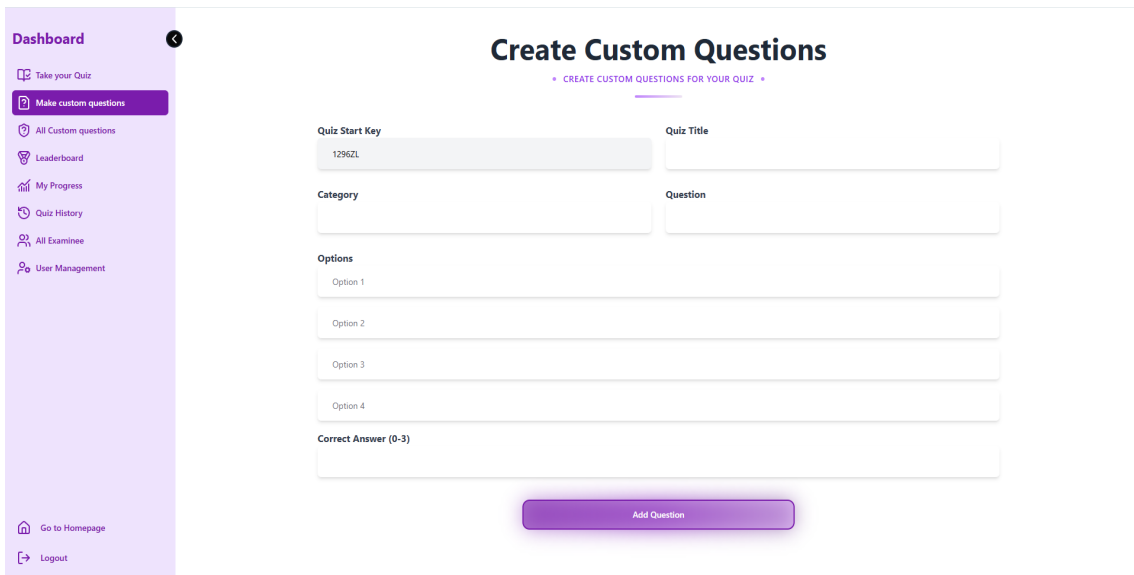 Dashboard
Take your Quiz
Make custom questions
All Custom questions
Leaderboard
My Progress
Quiz History
All Examinee
User Management
Go to Homepage
Logout
Create Custom Questions
• CREATE CUSTOM QUESTIONS FOR YOUR QUIZ •
Quiz Start Key
1296ZL
Quiz Title
Category
Question
Options
Option 1
Option 2
Option 3
Option 4
Correct Answer (0-3)
Add Question